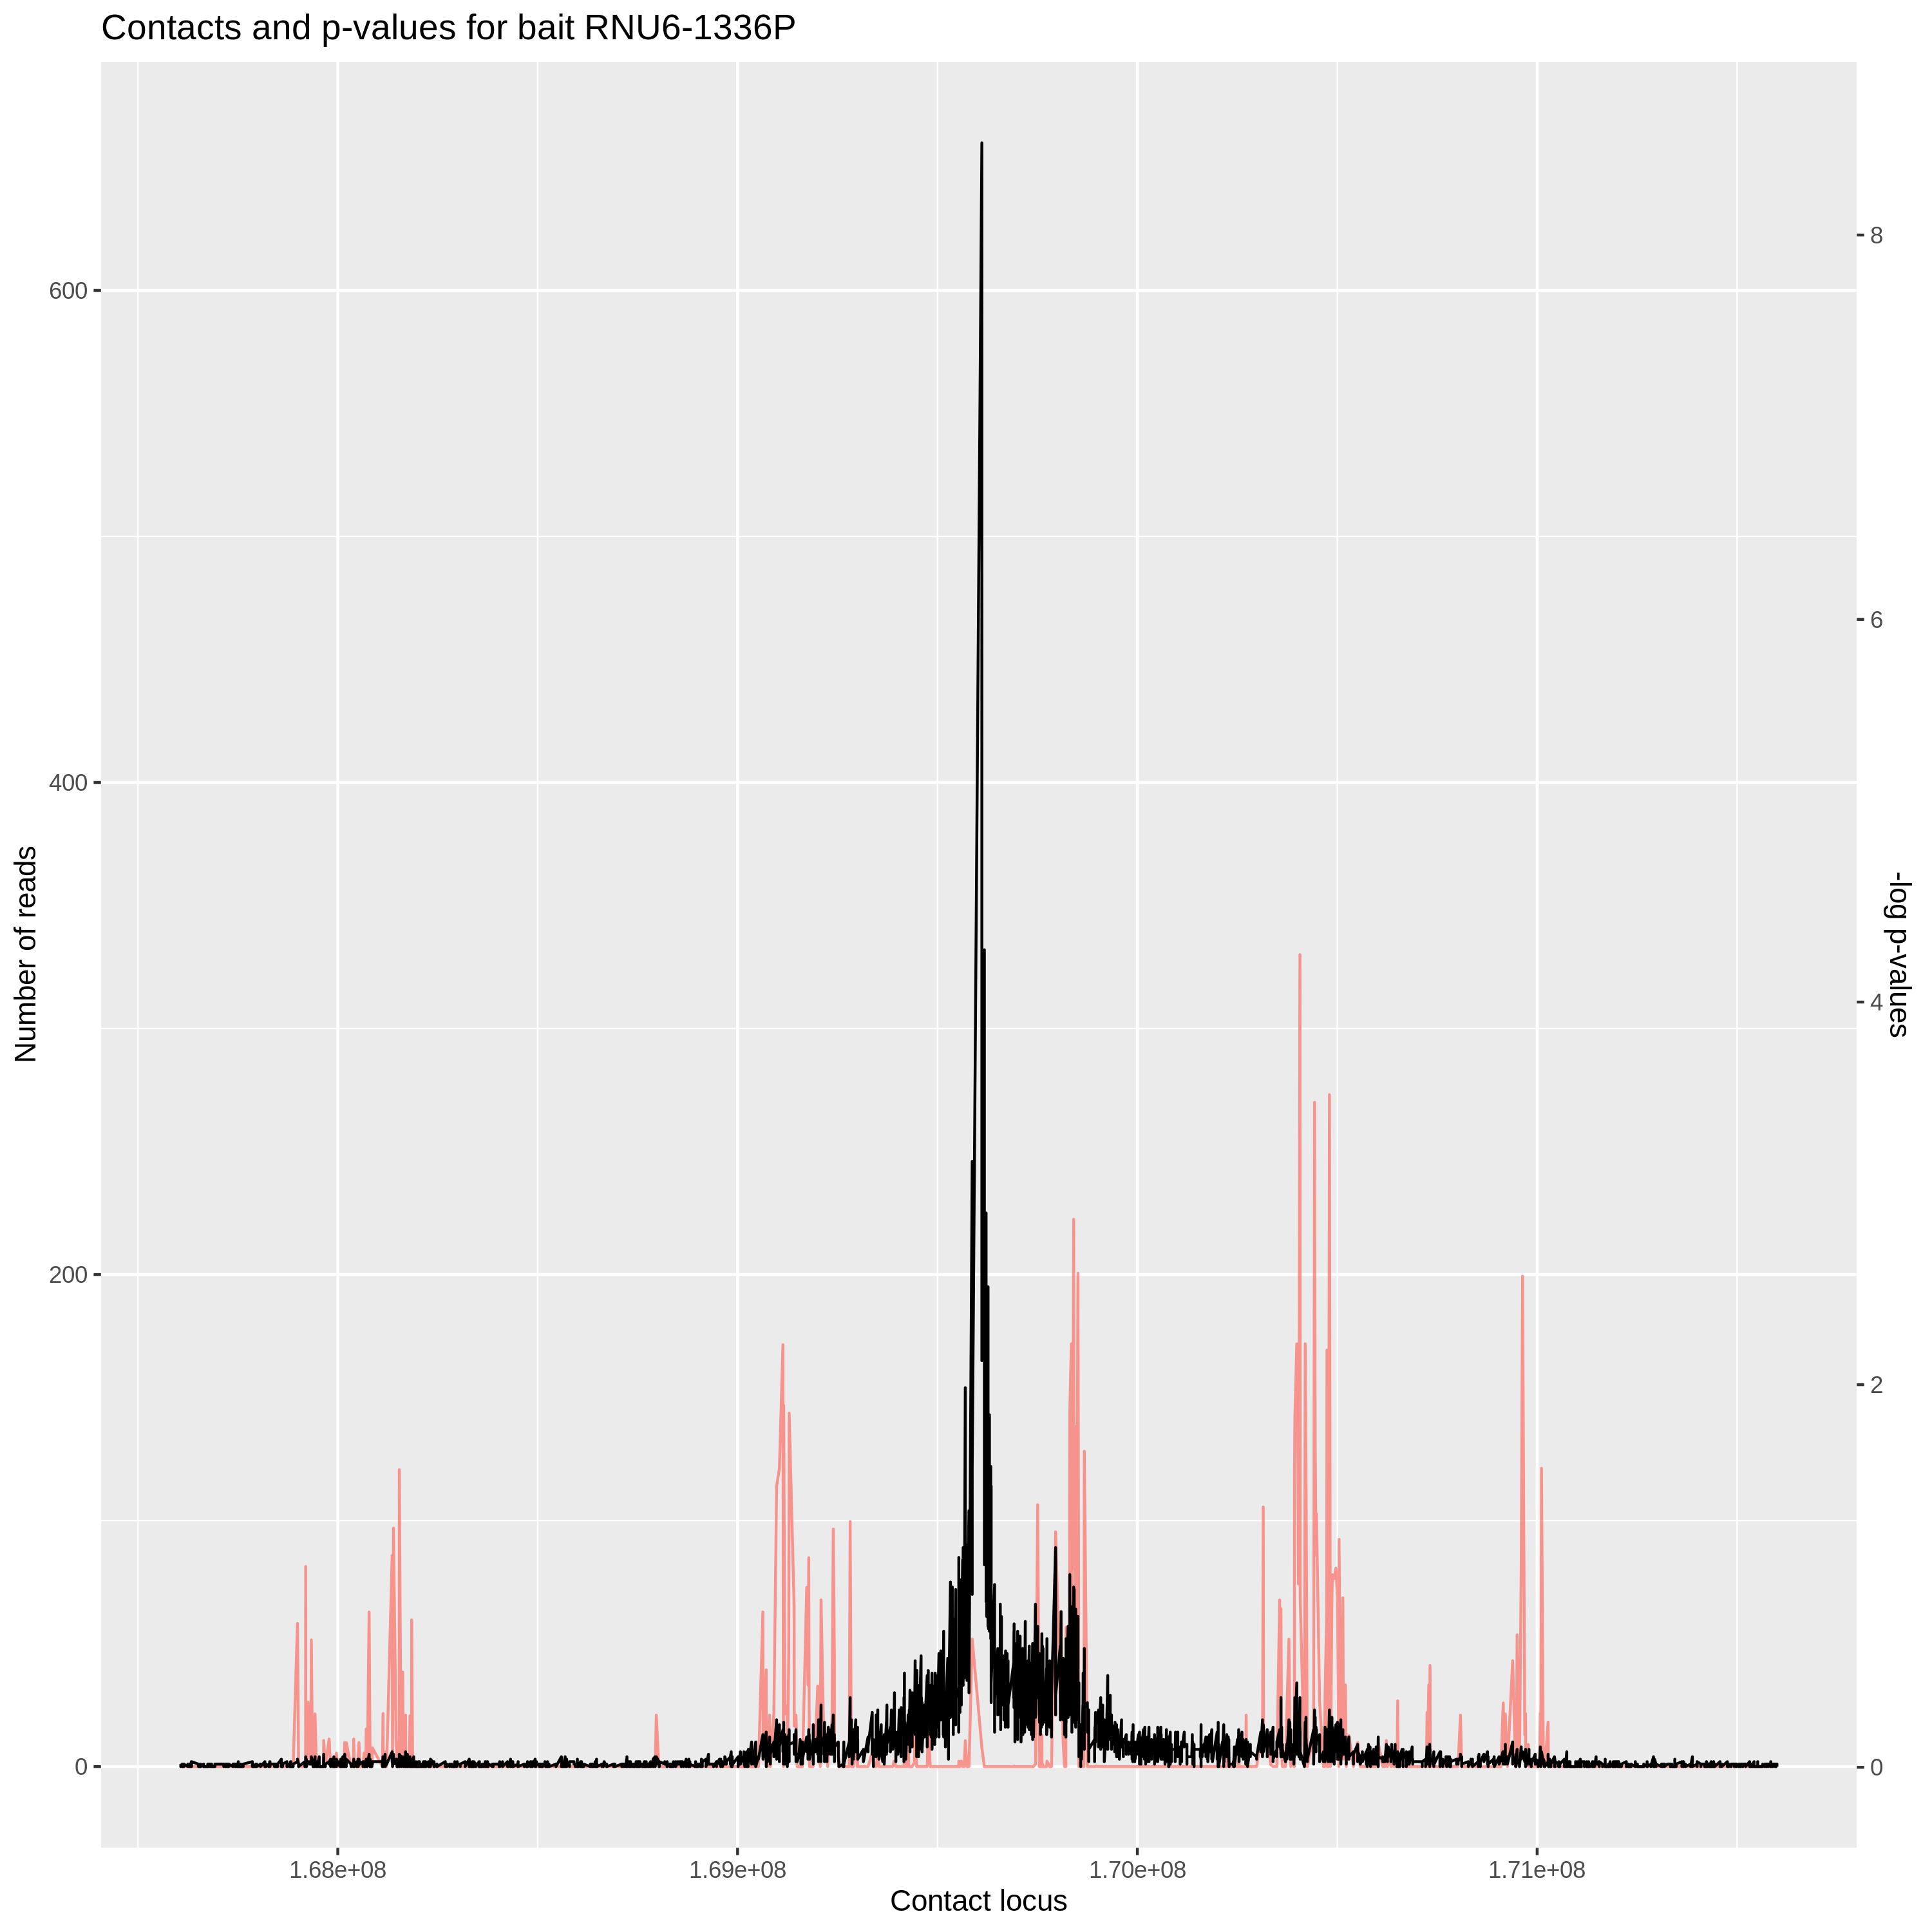 Contacts and p-values for bait RNU6-1336P
Number of reads
600
400
200
0
8
6
4
2
0
-log p-values
1.68e+08
1.69e+08
1.70e+08
1.71e+08
Contact locus